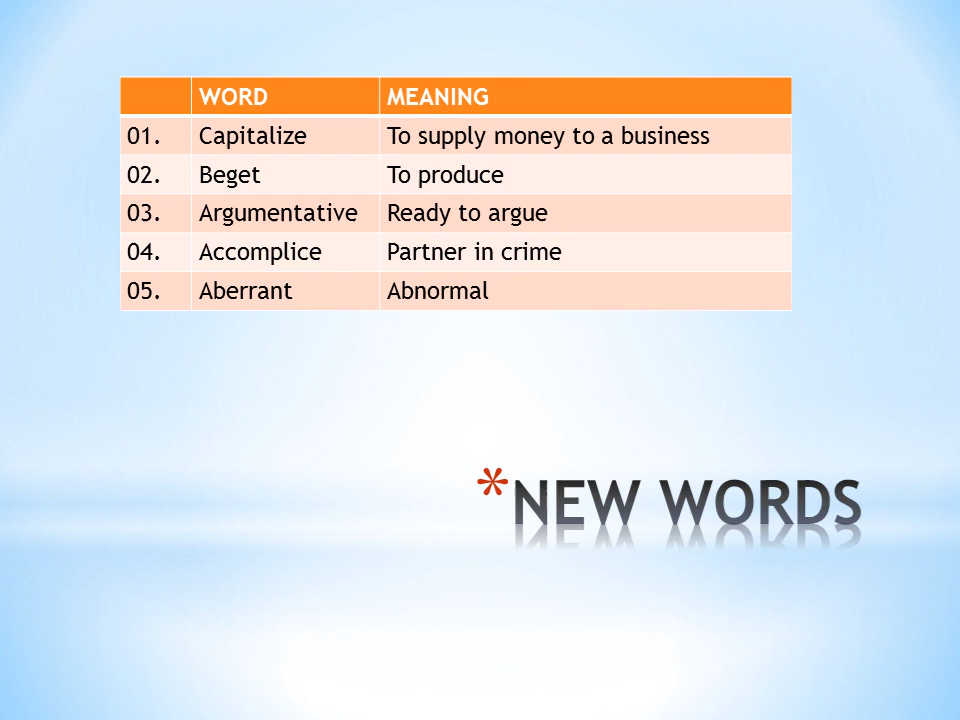 WORD MEANING
01. Capitalize To supply money to a business
02. Beget To produce
03. Argumentative Ready to argue
04. Accomplice Partner in crime
05. Aberrant Abnormal
*NEW WORDS